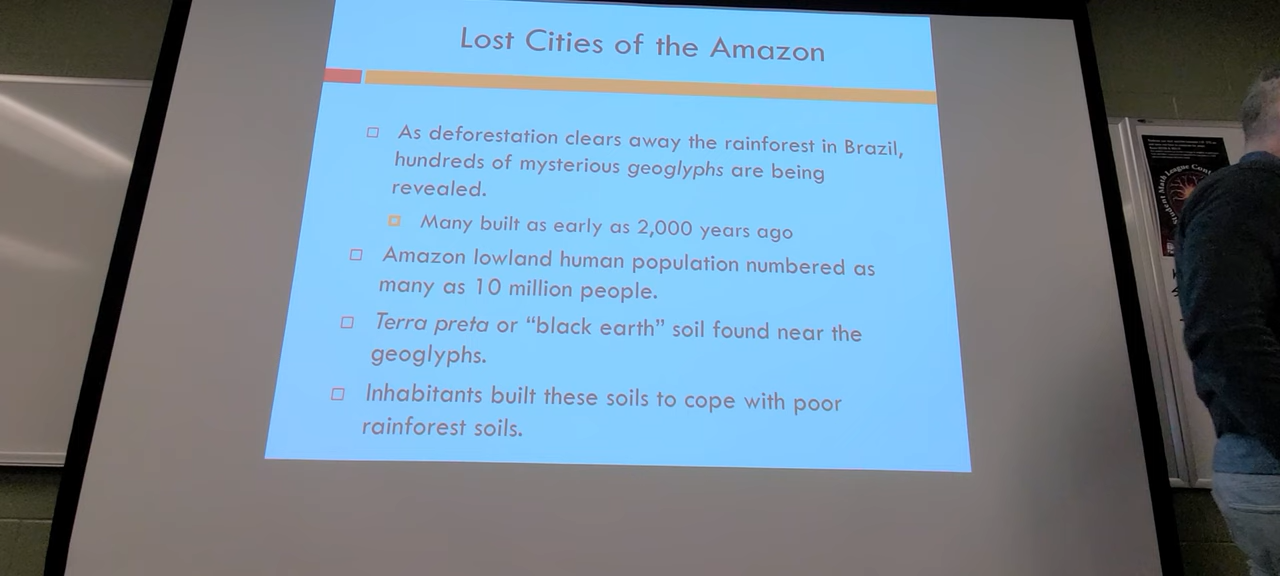 Lost Cities of the Amazon
As deforestation clears away the rainforest in Brazil,
hundreds of mysterious geoglyphs are being
revealed.
Many built as early as 2,000 years ago
Amazon lowland human population numbered as
many as 10 million people.
Terra preta or “black earth” soil found near the
geoglyphs.
Inhabitants built these soils to cope with poor
rainforest soils.
Student Math League